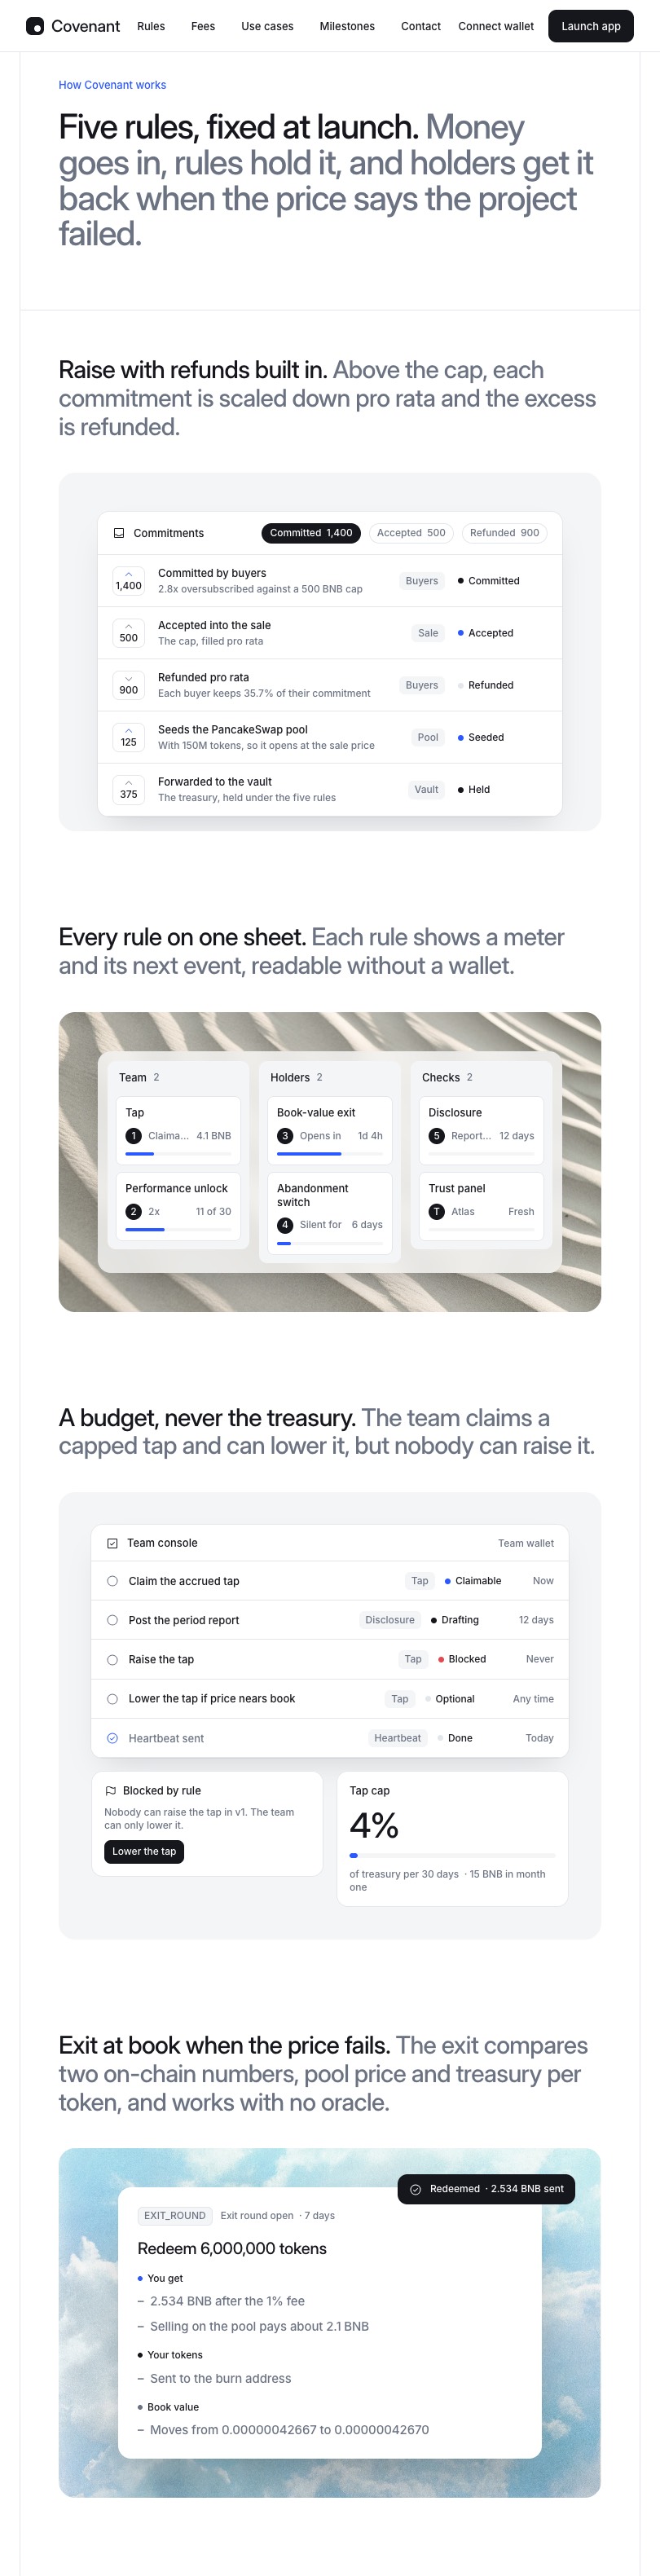 Covenant Rules Fees Use cases Milestones Contact Connect wallet Launch app
How Covenant works
Five rules, fixed at launch. Money
goes in, rules hold it, and holders get it
back when the price says the project
failed.
Raise with refunds built in. Above the cap, each
commitment is scaled down pro rata and the excess
is refunded.
Commitments Committed 1,400 Accepted 500 Refunded 900
1,400 Committed by buyers Buyers Committed
2.8x oversubscribed against a 500 BNB cap
500 Accepted into the sale Sale Accepted
The cap, filled pro rata
900 Refunded pro rata Buyers Refunded
Each buyer keeps 35.7% of their commitment
125 Seeds the PancakeSwap pool Pool Seeded
With 150M tokens, so it opens at the sale price
375 Forwarded to the vault Vault Held
The treasury, held under the five rules
Every rule on one sheet. Each rule shows a meter
and its next event, readable without a wallet.
Team 2
Tap
1 Claima... 4.1 BNB
Performance unlock
2 2x 11 of 30
Holders 2
Book-value exit
3 Opens in 1d 4h
Abandonment
switch
4 Silent for 6 days
Checks 2
Disclosure
5 Report... 12 days
Trust panel
T Atlas Fresh
A budget, never the treasury. The team claims a
capped tap and can lower it, but nobody can raise it.
Team console Team wallet
Claim the accrued tap Tap Claimable Now
Post the period report Disclosure Drafting 12 days
Raise the tap Tap Blocked Never
Lower the tap if price nears book Tap Optional Any time
Heartbeat sent Heartbeat Done Today
Blocked by rule
Nobody can raise the tap in v1. The team
can only lower it.
Lower the tap
Tap cap
4%
of treasury per 30 days · 15 BNB in month
one
Exit at book when the price fails. The exit compares
two on-chain numbers, pool price and treasury per
token, and works with no oracle.
Redeemed · 2.534 BNB sent
EXIT_ROUND Exit round open · 7 days
Redeem 6,000,000 tokens
You get
– 2.534 BNB after the 1% fee
– Selling on the pool pays about 2.1 BNB
Your tokens
– Sent to the burn address
Book value
– Moves from 0.00000042667 to 0.00000042670